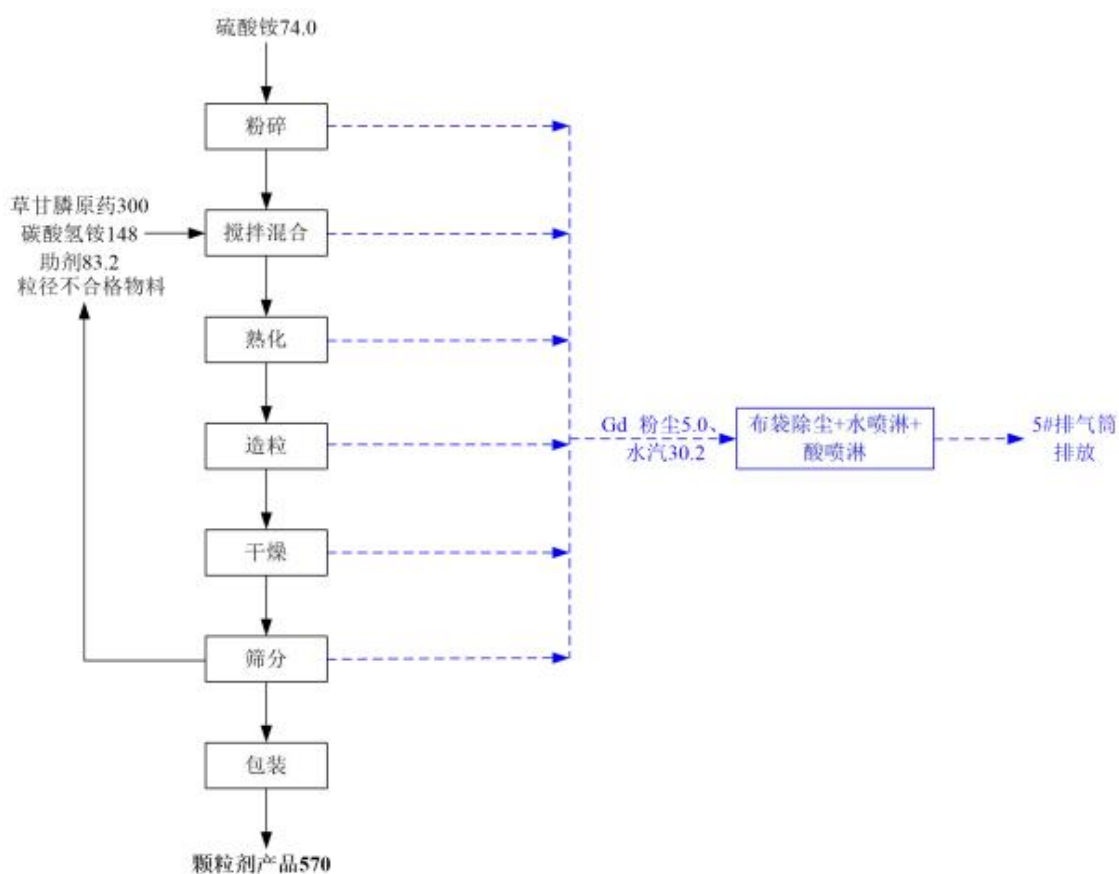 硫酸铵74.0
粉碎
草甘膦原药300
碳酸氢铵148
助剂83.2
粒径不合格物料
搅拌混合
熟化
造粒
Gd 粉尘5.0、
水汽30.2
布袋除尘+水喷淋+
酸喷淋
5#排气筒
排放
干燥
筛分
包装
颗粒剂产品570